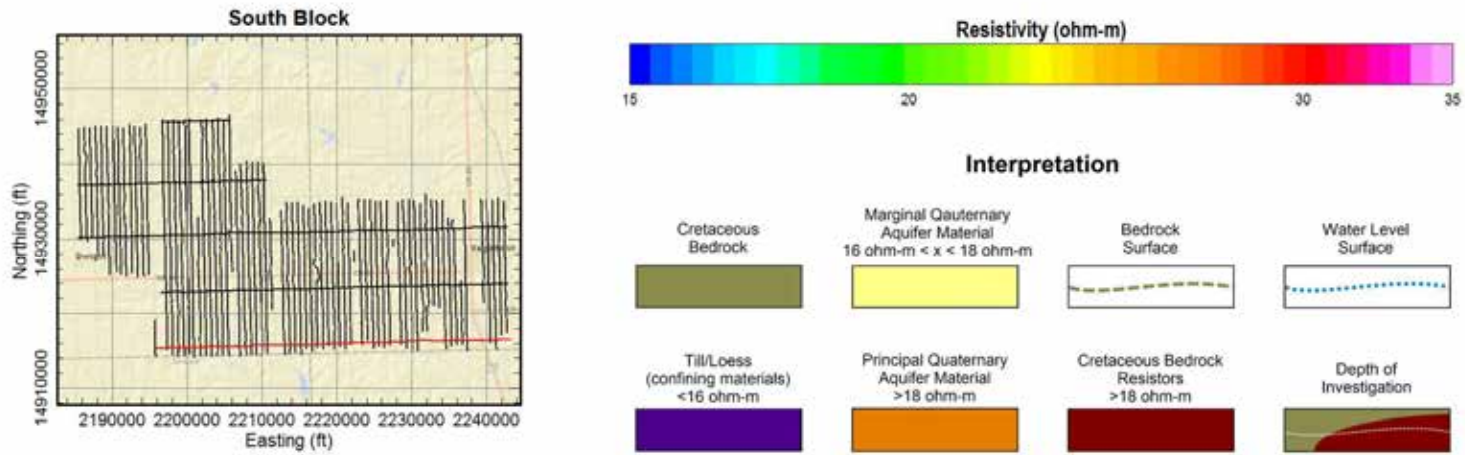 South Block
14950000
14930000
14910000
Northing (ft)
2190000 2200000 2210000 2220000 2230000 2240000
Easting (ft)
Resistivity (ohm-m)
15 20 30 35
Interpretation
Cretaceous
Bedrock
Marginal Qauternary
Aquifer Material
16 ohm-m < x < 18 ohm-m
Bedrock
Surface
Water Level
Surface
Till/Loess
(confining materials)
<16 ohm-m
Principal Quaternary
Aquifer Material
>18 ohm-m
Cretaceous Bedrock
Resistors
>18 ohm-m
Depth of
Investigation